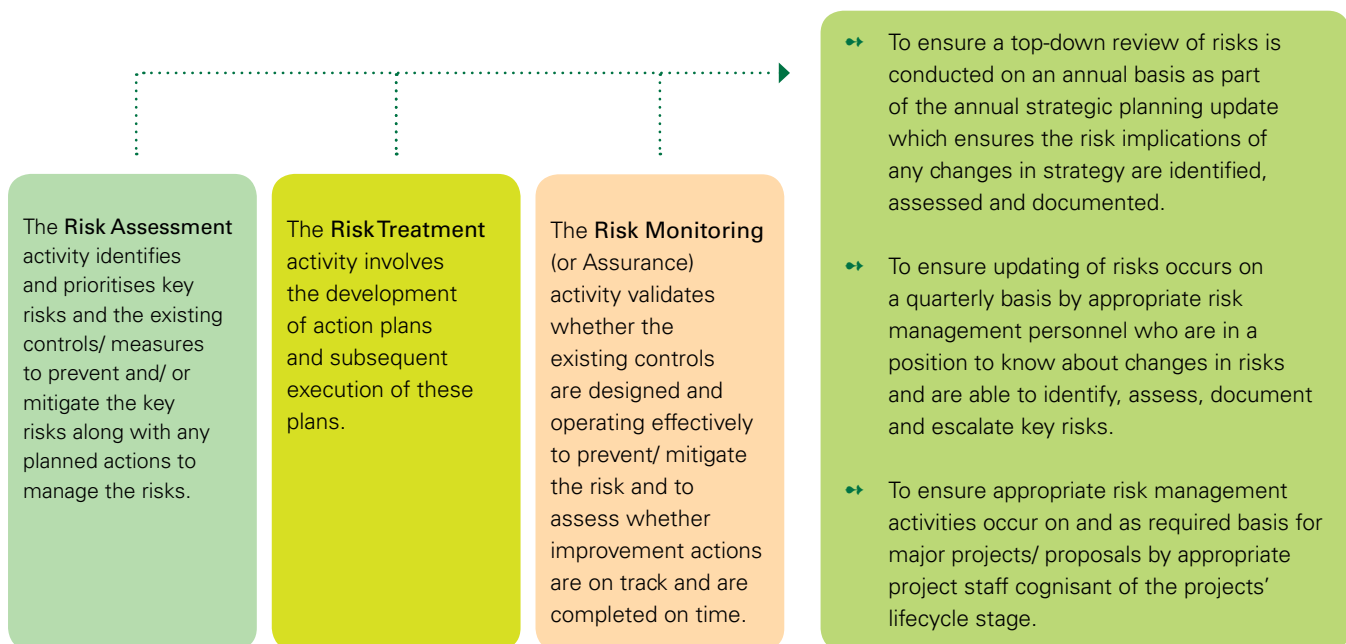 The Risk Assessment
activity identifies
and prioritises key
risks and the existing
controls/ measures
to prevent and/ or
mitigate the key
risks along with any
planned actions to
manage the risks.
The Risk Treatment
activity involves
the development
of action plans
and subsequent
execution of these
plans.
The Risk Monitoring
(or Assurance)
activity validates
whether the
existing controls
are designed and
operating effectively
to prevent/ mitigate
the risk and to
assess whether
improvement actions
are on track and are
completed on time.
To ensure a top-down review of risks is
conducted on an annual basis as part
of the annual strategic planning update
which ensures the risk implications of
any changes in strategy are identified,
assessed and documented.
To ensure updating of risks occurs on
a quarterly basis by appropriate risk
management personnel who are in a
position to know about changes in risks
and are able to identify, assess, document
and escalate key risks.
To ensure appropriate risk management
activities occur on and as required basis for
major projects/ proposals by appropriate
project staff cognisant of the projects’
lifecycle stage.